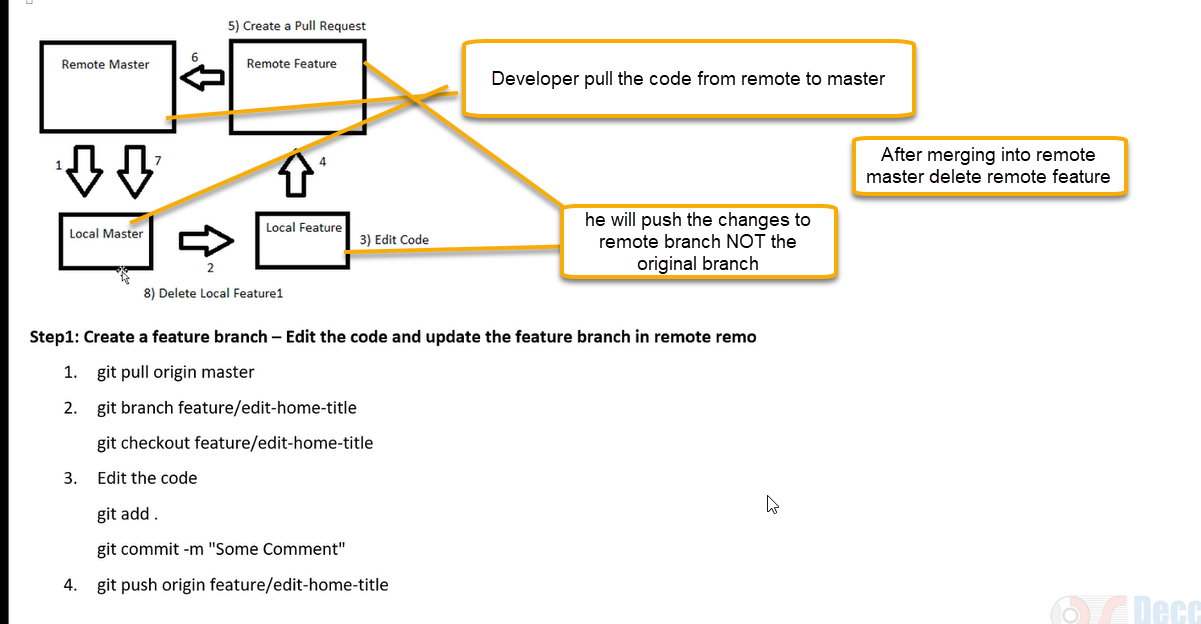 5) Create a Pull Request
Remote Master
6
Remote Feature
Developer pull the code from remote to master
1
7
4
After merging into remote
master delete remote feature
Local Master
2
Local Feature
3) Edit Code
he will push the changes to
remote branch NOT the
original branch
8) Delete Local Feature1
Step1: Create a feature branch – Edit the code and update the feature branch in remote remo
1. git pull origin master
2. git branch feature/edit-home-title
git checkout feature/edit-home-title
3. Edit the code
git add .
git commit -m "Some Comment"
4. git push origin feature/edit-home-title